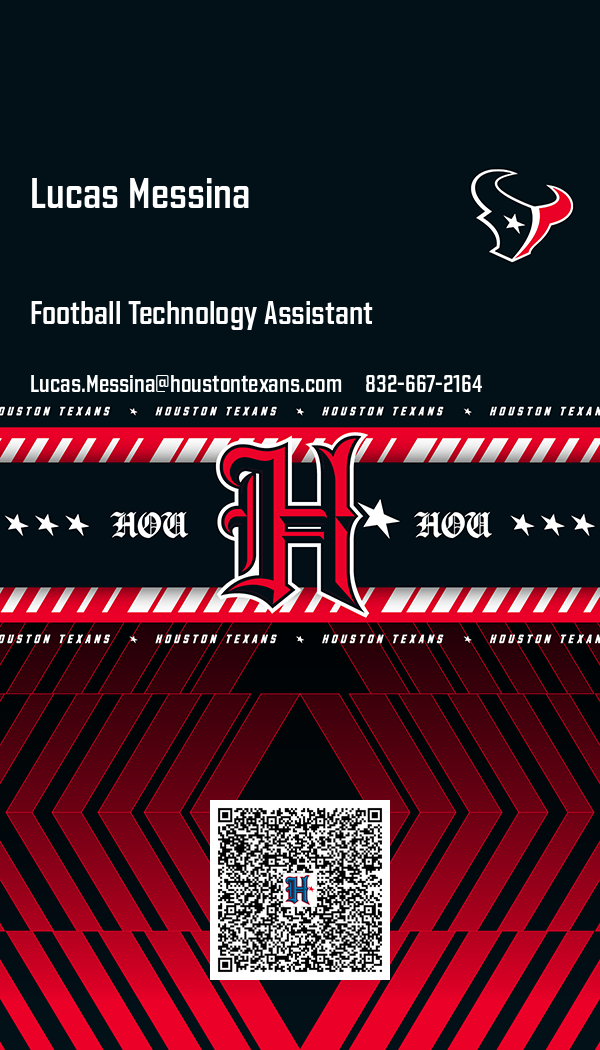 Lucas Messina
Football Technology Assistant
Lucas.Messina@houstontexans.com 832-667-2164
HOUSTON TEXANS HOUSTON TEXANS HOUSTON TEXANS HOUSTON TEXANS
HOU H HOU
HOUSTON TEXANS HOUSTON TEXANS HOUSTON TEXANS HOUSTON TEXANS
H